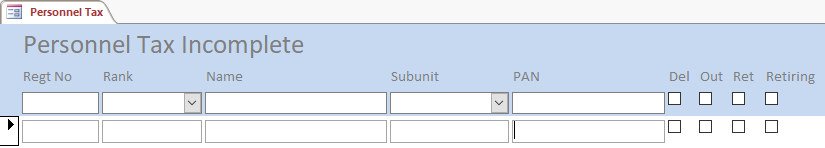 Personnel Tax
Personnel Tax Incomplete
Regt No Rank Name Subunit PAN Del Out Ret Retiring